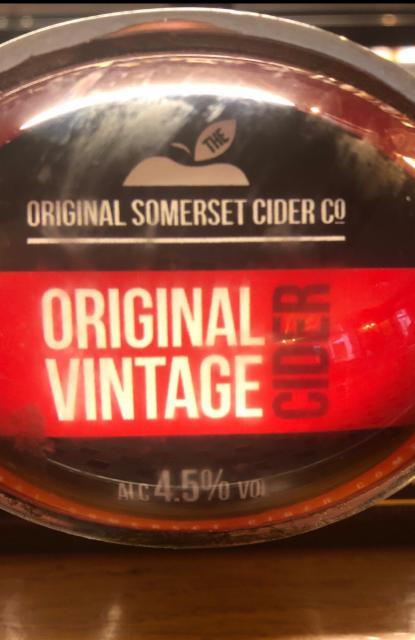 THE
ORIGINAL SOMERSET CIDER Cº
ORIGINAL
VINTAGE
CIDER
ALC 4.5% VOL